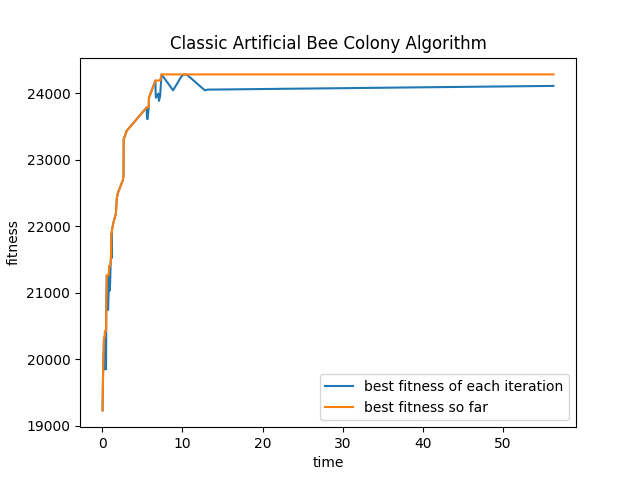 Classic Artificial Bee Colony Algorithm
fitness
24000
23000
22000
21000
20000
19000
0 10 20 30 40 50
time
best fitness of each iteration
best fitness so far